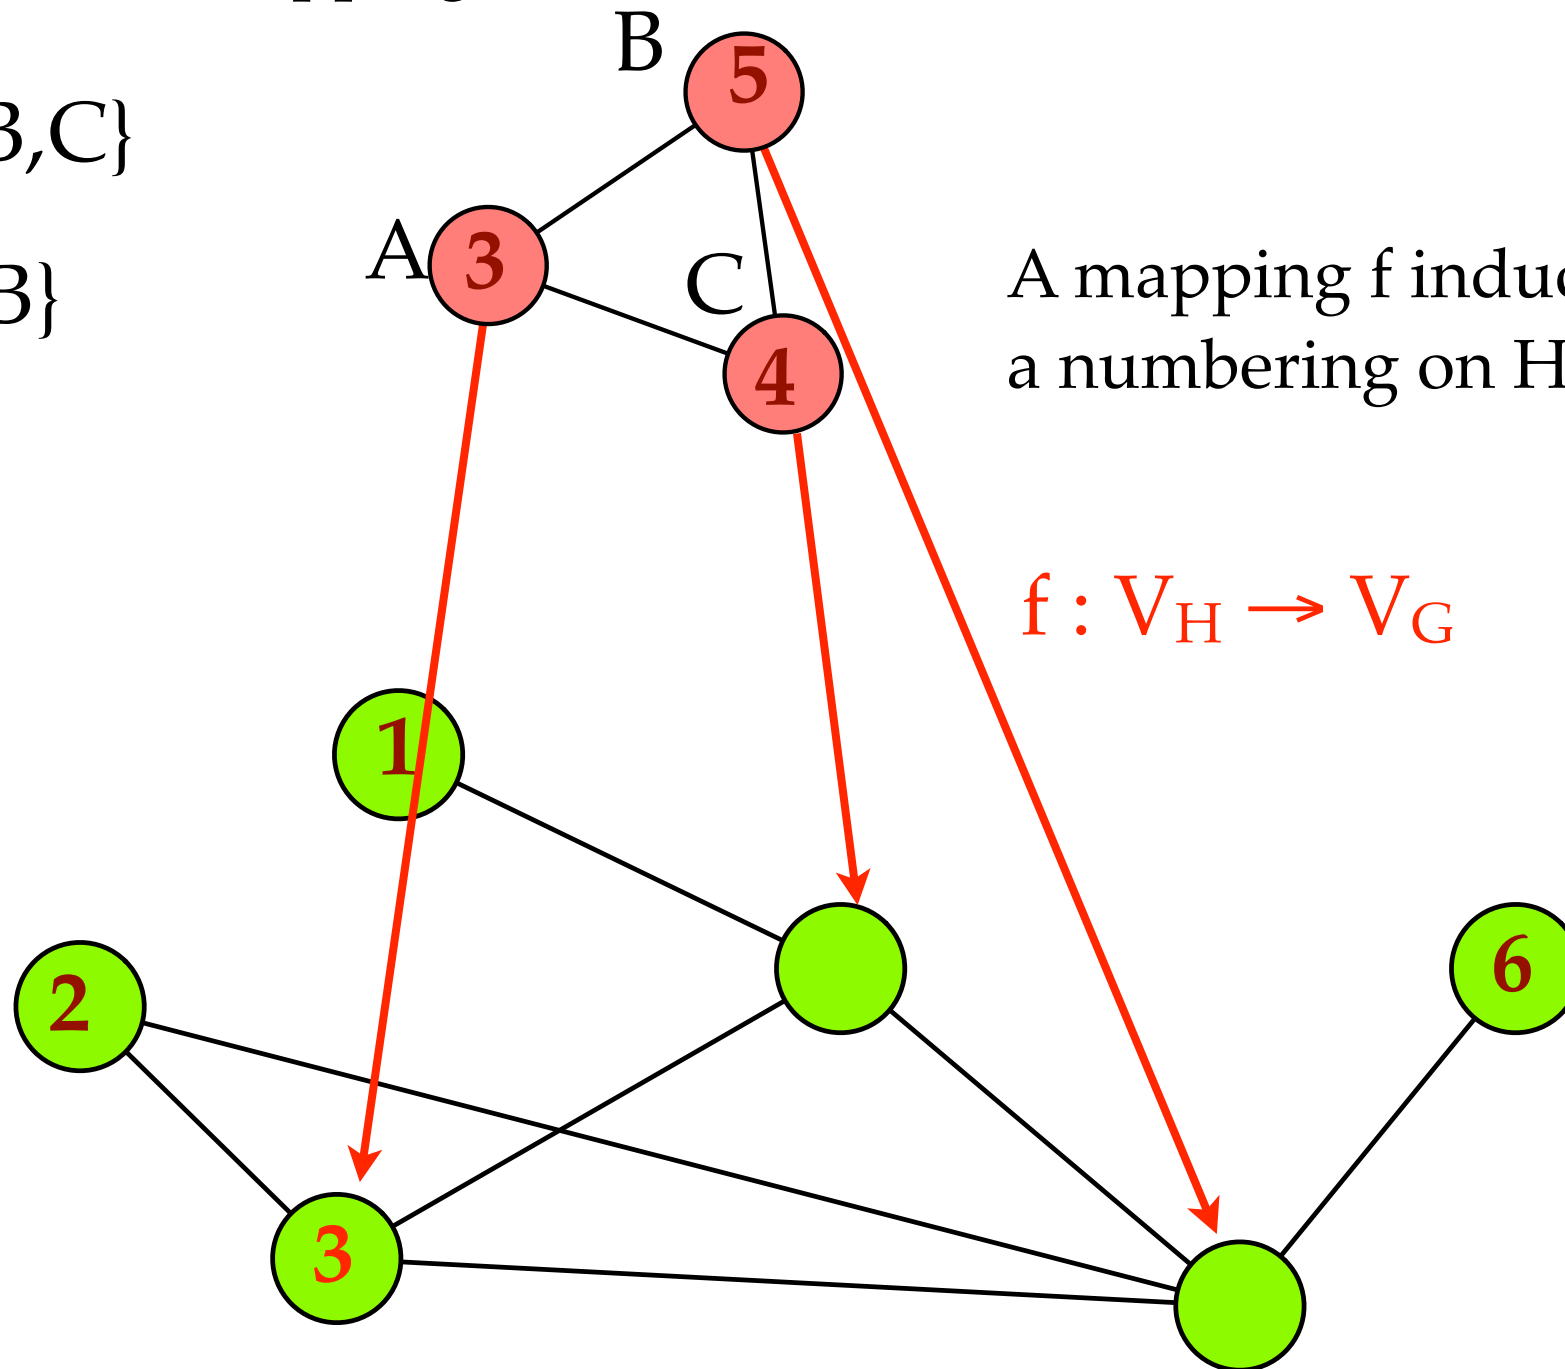 B
5
B,C}
A
3
C
B}
4
A mapping f induc
a numbering on H
f : V_H → V_G
1
2
6
3